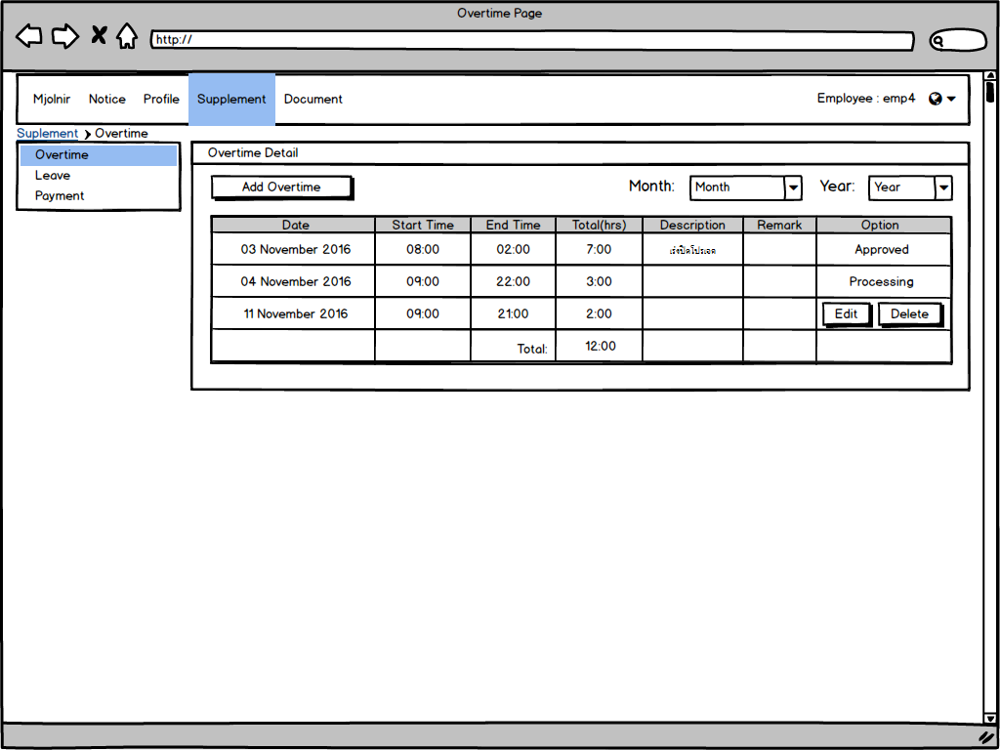 Overtime Page
http://
Mjolnir Notice Profile Supplement Document Employee : emp4
Suplement Overtime
Overtime
Leave
Payment
Overtime Detail
Add Overtime Month: Month Year: Year
Date Start Time End Time Total(hrs) Description Remark Option
03 November 2016 08:00 02:00 7:00 เร่งปิดโปรเจค Approved
04 November 2016 09:00 22:00 3:00 Processing
11 November 2016 09:00 21:00 2:00 Edit Delete
Total: 12:00